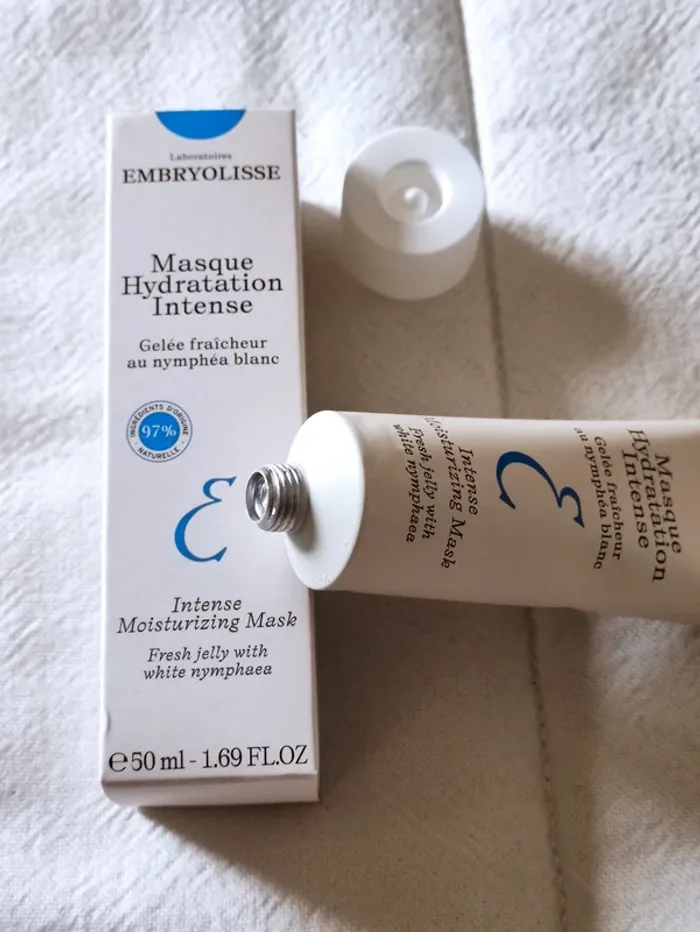 Laboratoires
EMBRYOLISSE
Masque
Hydratation
Intense
Gelée fraîcheur
au nymphéa blanc
INGRÉDIENTS D'ORIGINE
97%
NATURELLE
Intense
Moisturizing Mask
Fresh jelly with
white nymphaea
℮50 ml - 1.69 FL.OZ
Masque
Hydratation
Intense
Gelée fraîcheur
au nymphéa blanc
Intense
Moisturizing Mask
Fresh jelly with
white nymphaea